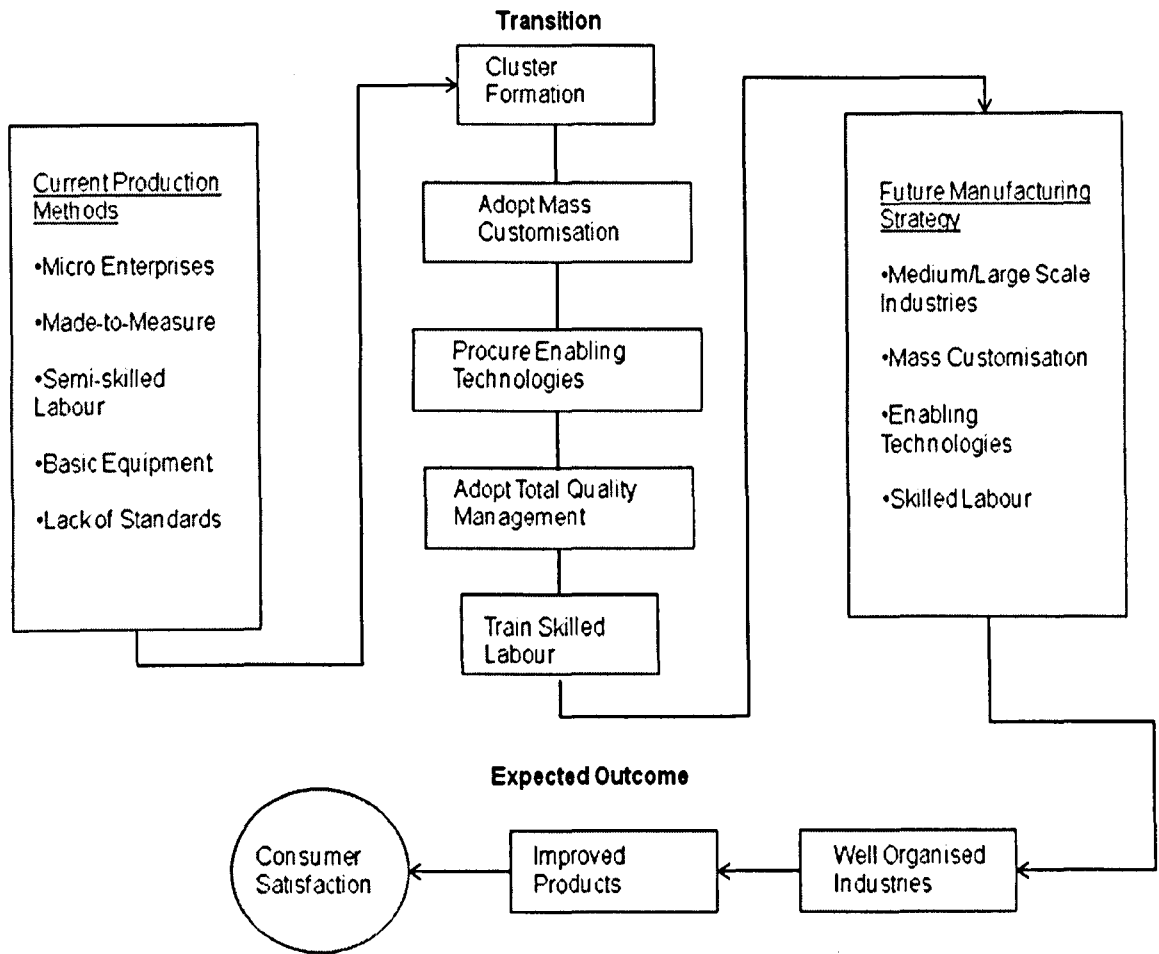 Transition
Cluster
Formation
Current Production
Methods
•Micro Enterprises
•Made-to-Measure
•Semi-skilled
Labour
•Basic Equipment
•Lack of Standards
Adopt Mass
Customisation
Procure Enabling
Technologies
Adopt Total Quality
Management
Train Skilled
Labour
Future Manufacturing
Strategy
•Medium/Large Scale
Industries
•Mass Customisation
•Enabling
Technologies
•Skilled Labour
Expected Outcome
Consumer
Satisfaction
Improved
Products
Well Organised
Industries